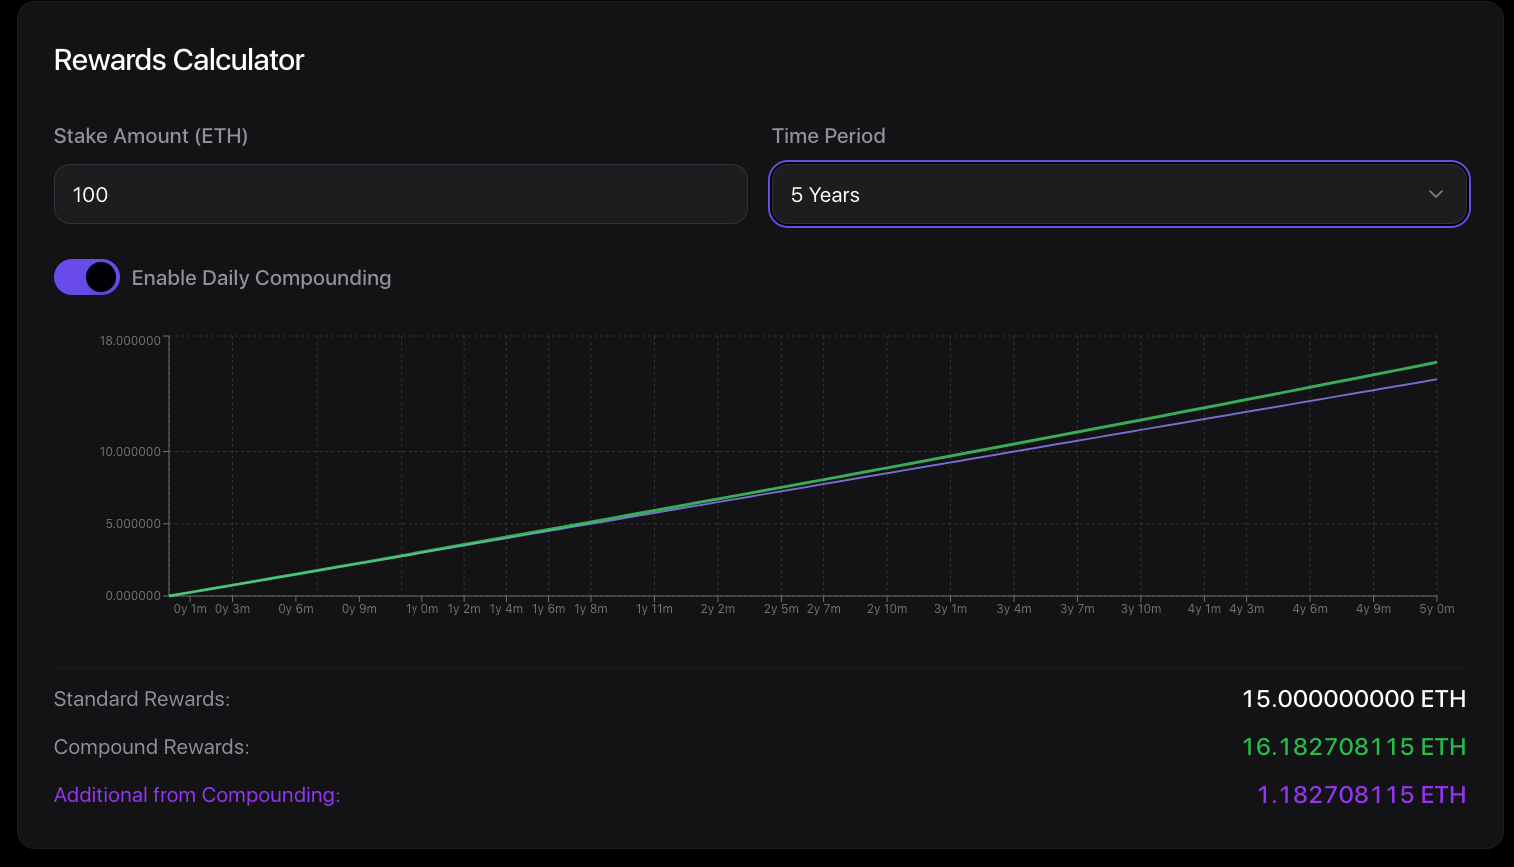 Rewards Calculator
Stake Amount (ETH)
Time Period
100
5 Years
Enable Daily Compounding
18.000000
10.000000
5.000000
0.000000
0y 1m 0y 3m 0y 6m 0y 9m 1y 0m 1y 2m 1y 4m 1y 6m 1y 8m 1y 11m 2y 2m 2y 5m 2y 7m 2y 10m 3y 1m 3y 4m 3y 7m 3y 10m 4y 1m 4y 3m 4y 6m 4y 9m 5y 0m
Standard Rewards: 15.000000000 ETH
Compound Rewards: 16.182708115 ETH
Additional from Compounding: 1.182708115 ETH